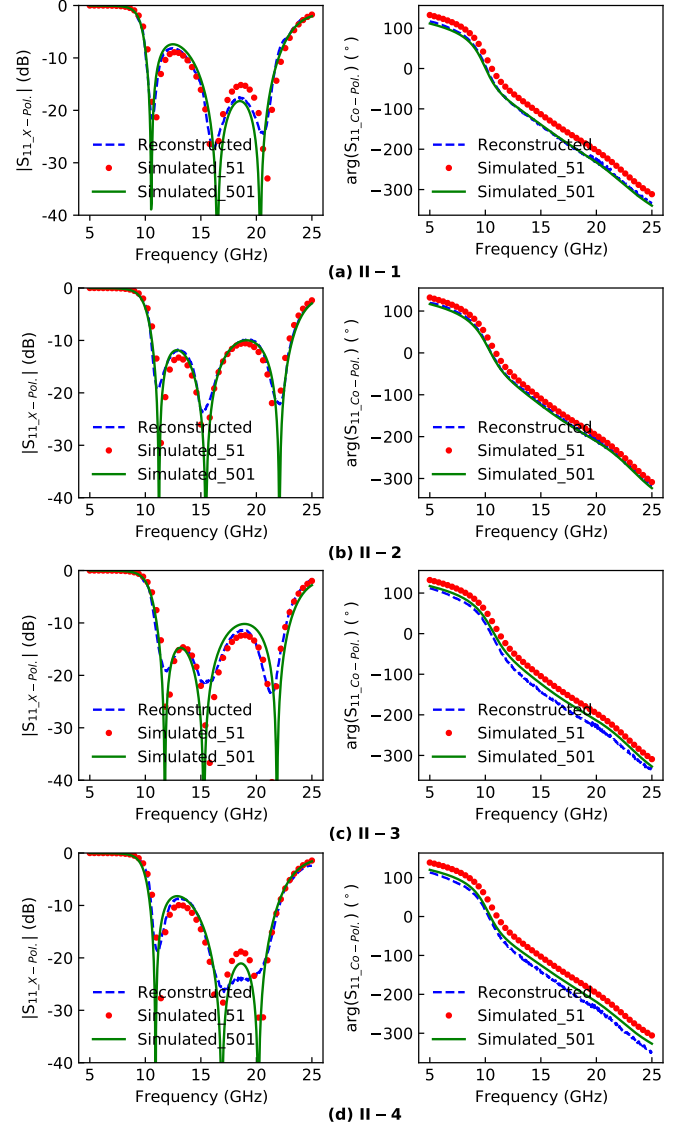 0
−10
−20
−30
−40
|S11_X−Pol.| (dB)
Reconstructed
Simulated_51
Simulated_501
5 10 15 20 25
Frequency (GHz)
100
0
−100
−200
−300
arg(S11_Co−Pol.) (°)
Reconstructed
Simulated_51
Simulated_501
5 10 15 20 25
Frequency (GHz)
(a) II − 1
0
−10
−20
−30
−40
|S11_X−Pol.| (dB)
Reconstructed
Simulated_51
Simulated_501
5 10 15 20 25
Frequency (GHz)
100
0
−100
−200
−300
arg(S11_Co−Pol.) (°)
Reconstructed
Simulated_51
Simulated_501
5 10 15 20 25
Frequency (GHz)
(b) II − 2
0
−10
−20
−30
−40
|S11_X−Pol.| (dB)
Reconstructed
Simulated_51
Simulated_501
5 10 15 20 25
Frequency (GHz)
100
0
−100
−200
−300
arg(S11_Co−Pol.) (°)
Reconstructed
Simulated_51
Simulated_501
5 10 15 20 25
Frequency (GHz)
(c) II − 3
0
−10
−20
−30
−40
|S11_X−Pol.| (dB)
Reconstructed
Simulated_51
Simulated_501
5 10 15 20 25
Frequency (GHz)
100
0
−100
−200
−300
arg(S11_Co−Pol.) (°)
Reconstructed
Simulated_51
Simulated_501
5 10 15 20 25
Frequency (GHz)
(d) II − 4